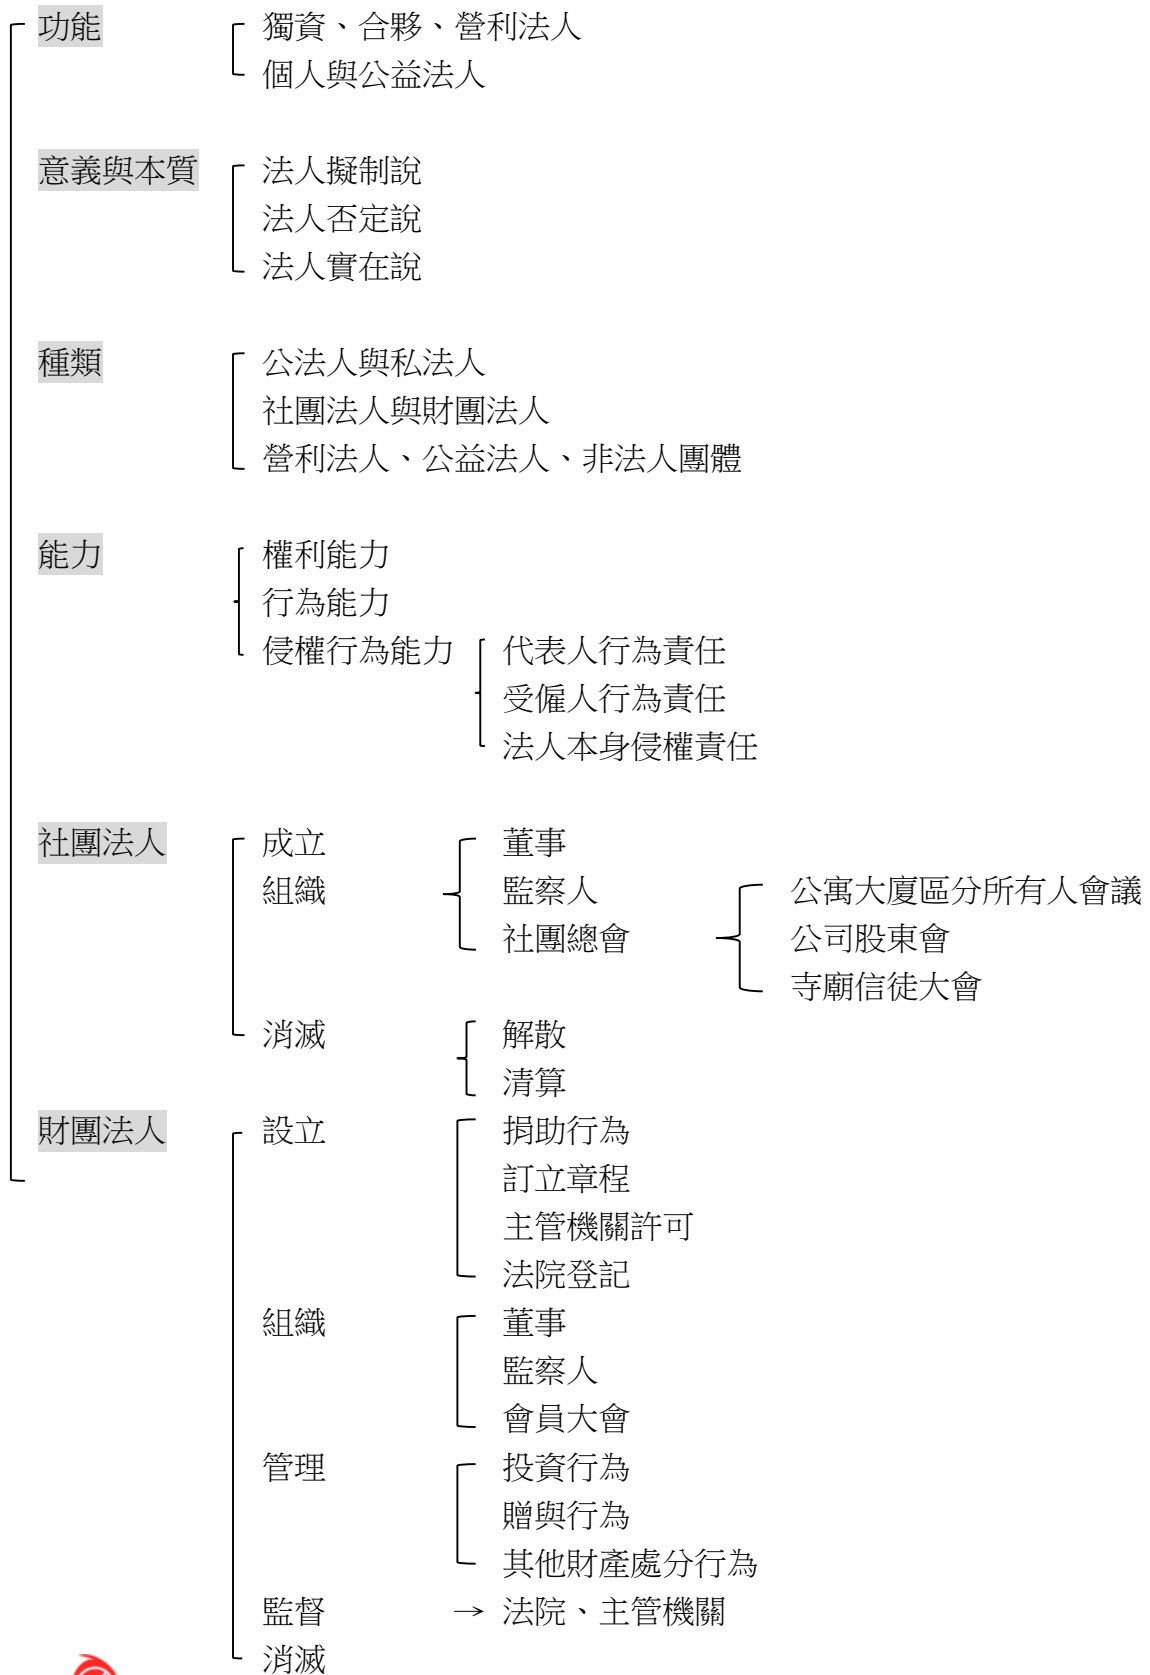 功能 獨資、合夥、營利法人
個人與公益法人
意義與本質 法人擬制說
法人否定說
法人實在說
種類 公法人與私法人
社團法人與財團法人
營利法人、公益法人、非法人團體
能力 權利能力
行為能力
侵權行為能力 代表人行為責任
受僱人行為責任
法人本身侵權責任
社團法人 成立 董事
組織 監察人 公寓大廈區分所有人會議
社團總會 公司股東會
寺廟信徒大會
消滅 解散
清算
財團法人 設立 捐助行為
訂立章程
主管機關許可
法院登記
組織 董事
監察人
會員大會
管理 投資行為
贈與行為
其他財產處分行為
監督 → 法院、主管機關
消滅